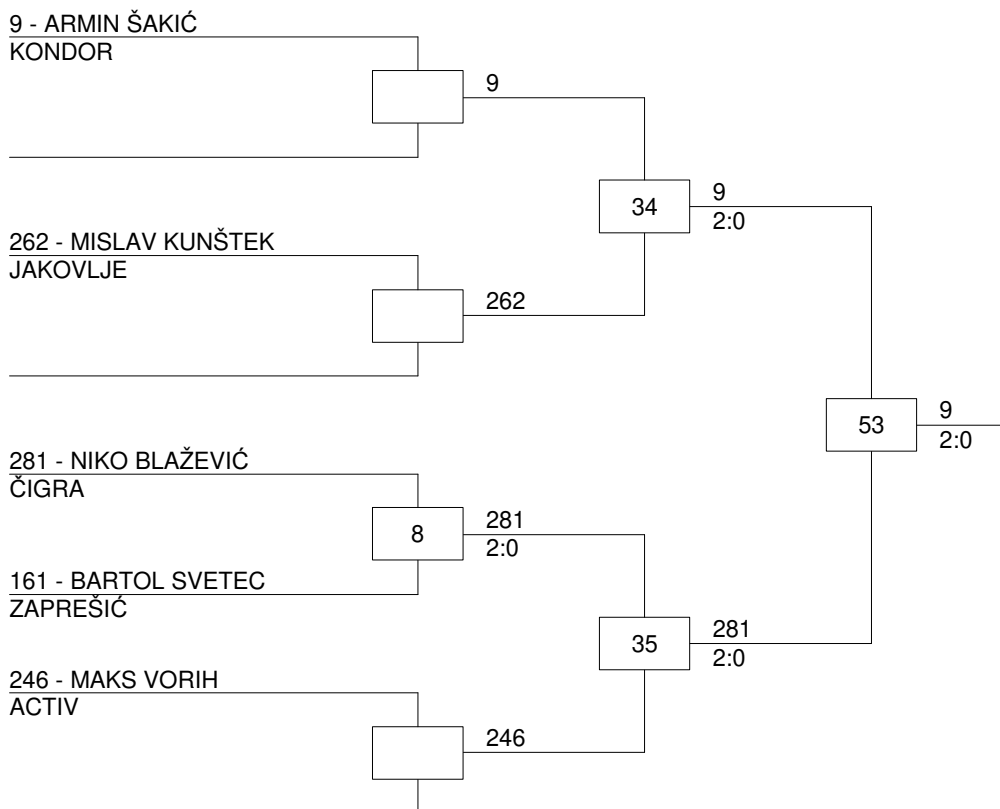 9 - ARMIN ŠAKIĆ
KONDOR
9
34
9
2:0
262 - MISLAV KUNŠTEK
JAKOVLJE
262
53
9
2:0
281 - NIKO BLAŽEVIĆ
ČIGRA
8
281
2:0
161 - BARTOL SVETEC
ZAPREŠIĆ
35
281
2:0
246 - MAKS VORIH
ACTIV
246